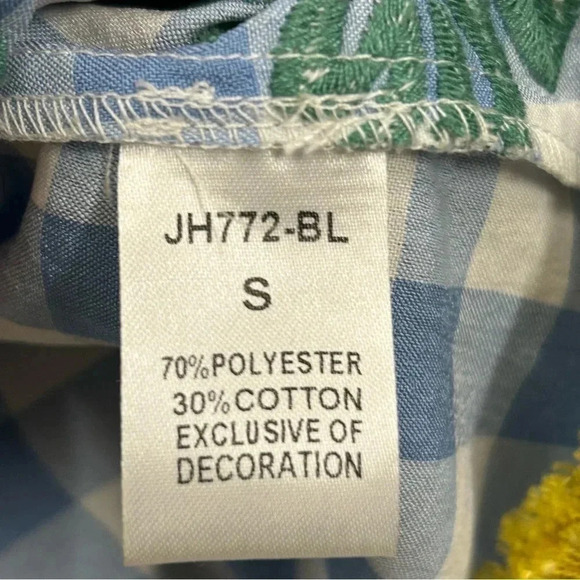 JH772-BL
S
70%POLYESTER
30%COTTON
EXCLUSIVE OF
DECORATION